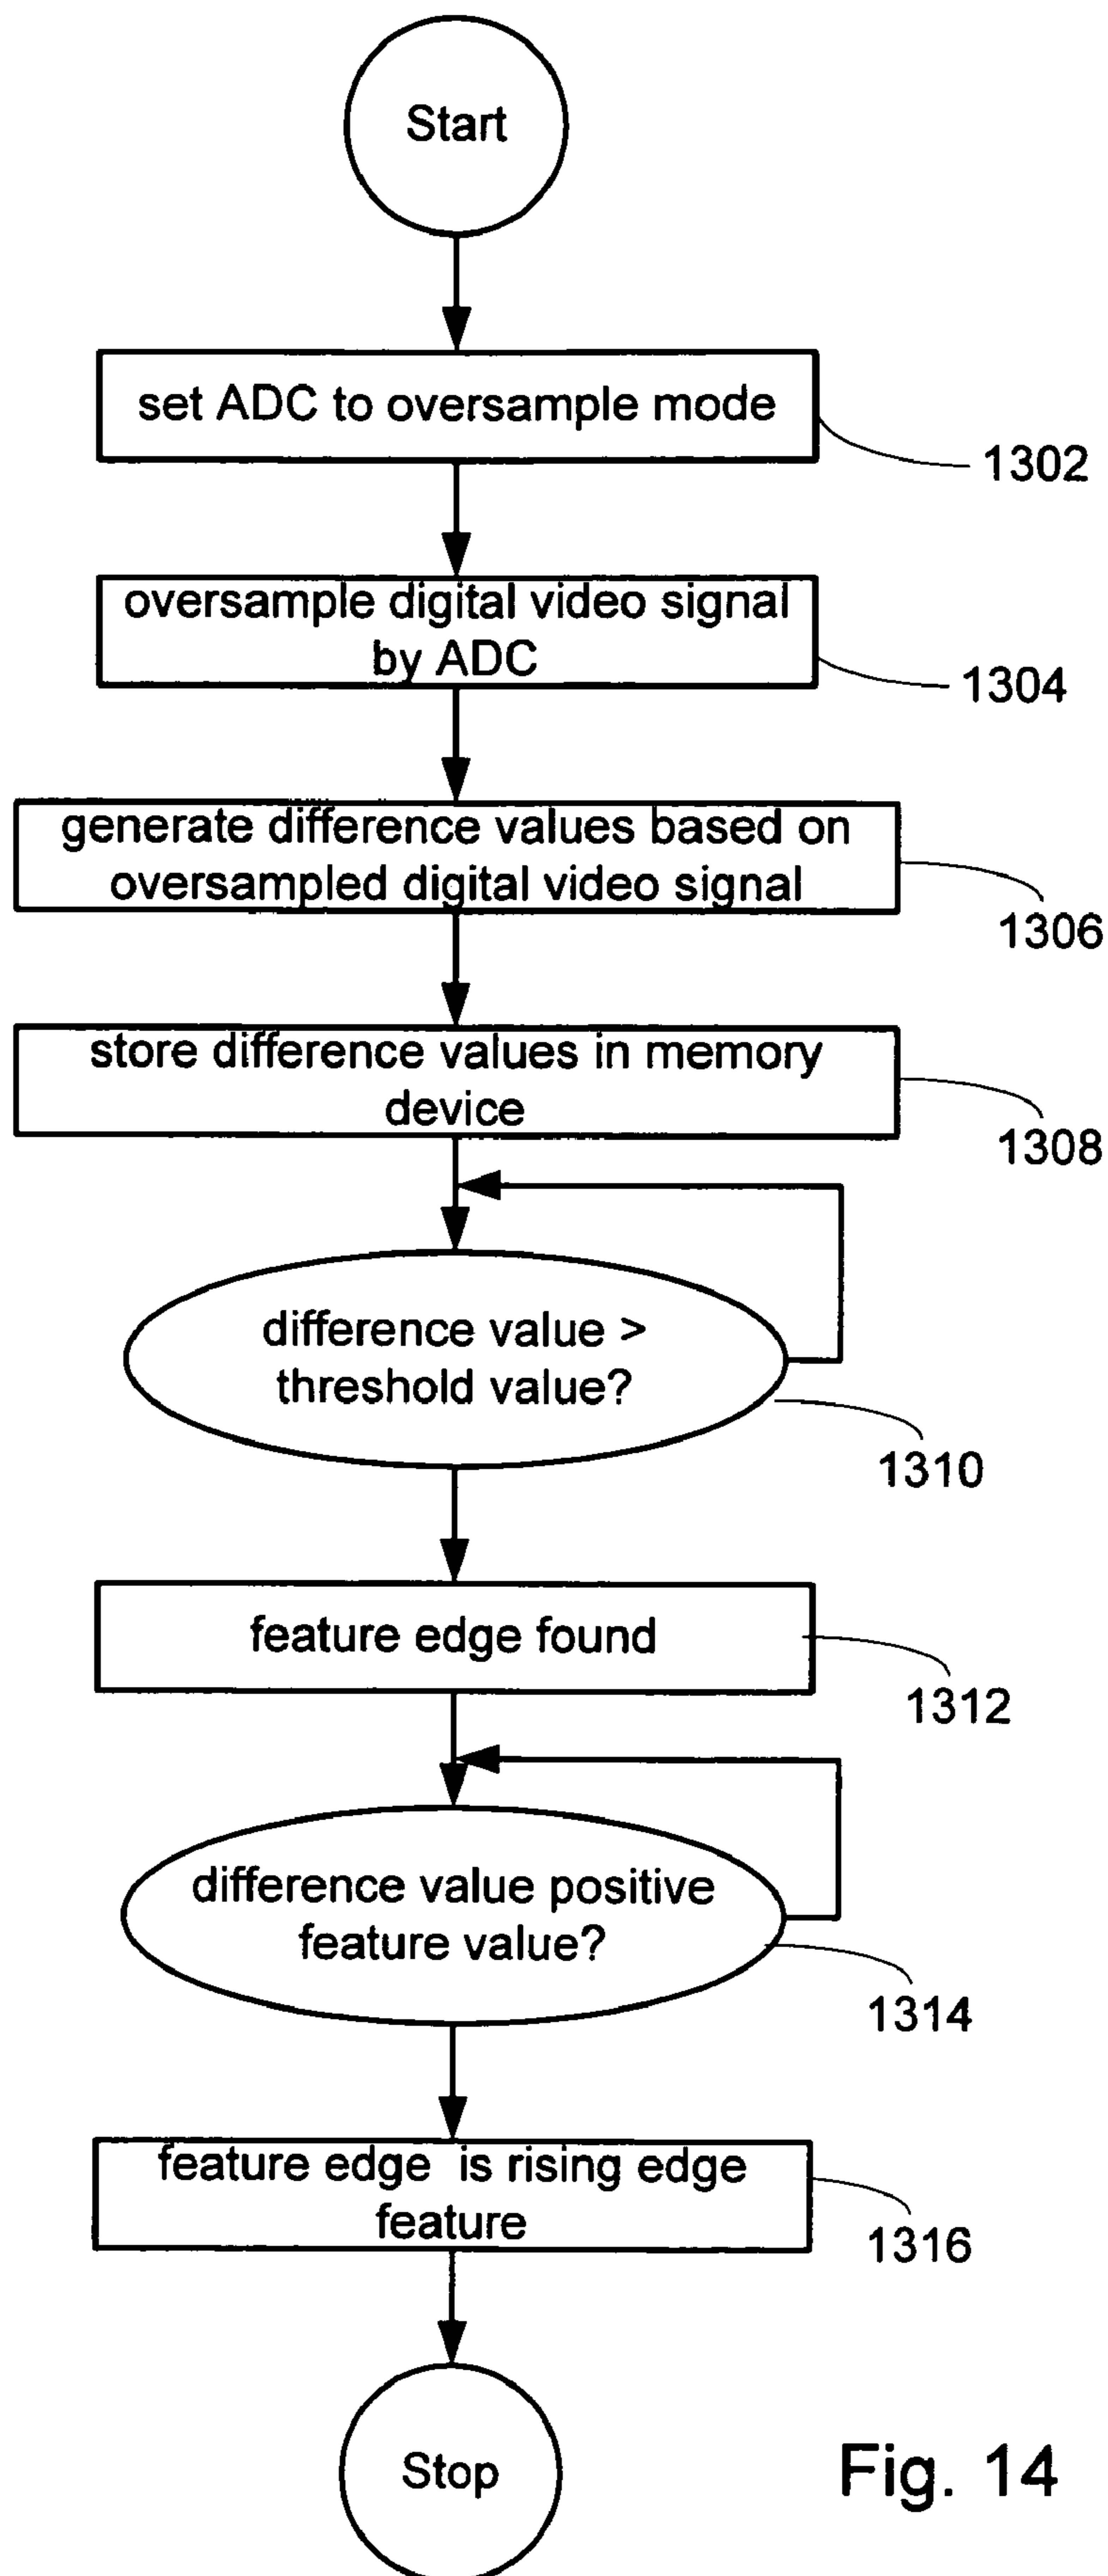 Start
set ADC to oversample mode
1302
oversample digital video signal
by ADC
1304
generate difference values based on
oversampled digital video signal
1306
store difference values in memory
device
1308
difference value >
threshold value?
1310
feature edge found
1312
difference value positive
feature value?
1314
feature edge  is rising edge
feature
1316
Stop
Fig. 14